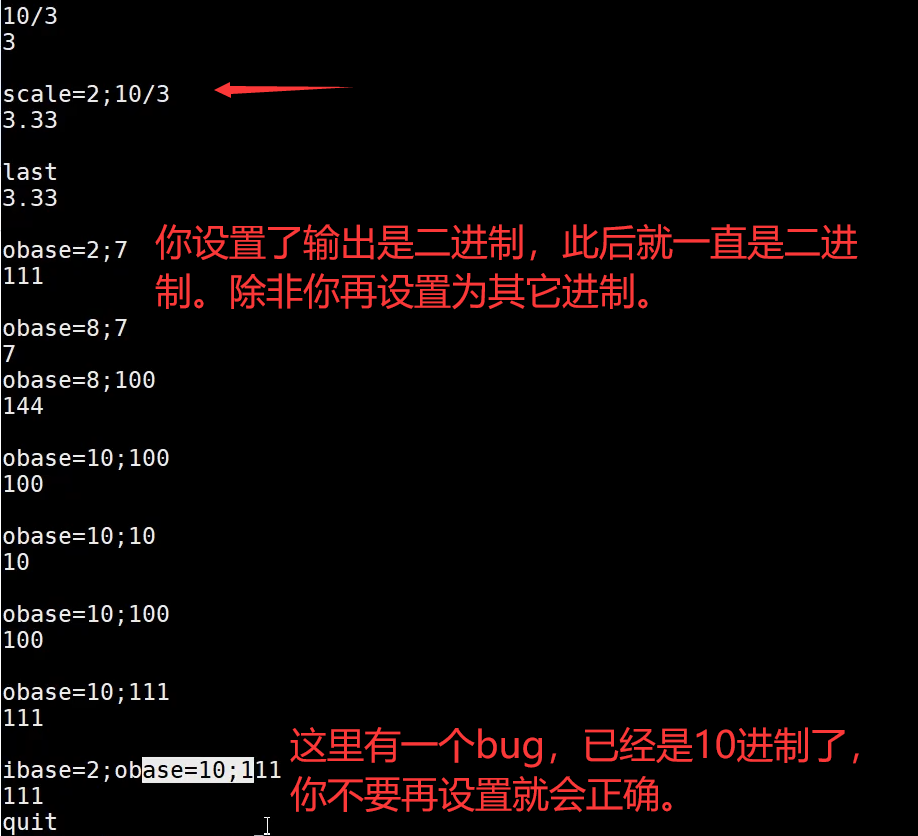 10/3
3
scale=2;10/3
3.33
last
3.33
obase=2;7
111
你设置了输出是二进制，此后就一直是二进
制。除非你再设置为其它进制。
obase=8;7
7
obase=8;100
144
obase=10;100
100
obase=10;10
10
obase=10;100
100
obase=10;111
111
ibase=2;obase=10;111
111
quit
这里有一个bug，已经是10进制了，
你不要再设置就会正确。